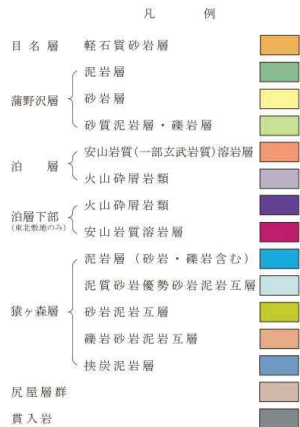 凡 例
目名層 軽石質砂岩層
蒲野沢層
泥岩層
砂岩層
砂質泥岩層・礫岩層
泊層
安山岩質(一部玄武岩質)溶岩層
火山砕屑岩類
泊層下部
(東北敷地のみ)
火山砕屑岩類
安山岩質溶岩層
猿ヶ森層
泥岩層(砂岩・礫岩含む)
泥質砂岩優勢砂岩泥岩互層
砂岩泥岩互層
礫岩砂岩泥岩互層
挟炭泥岩層
尻屋層群
貫入岩